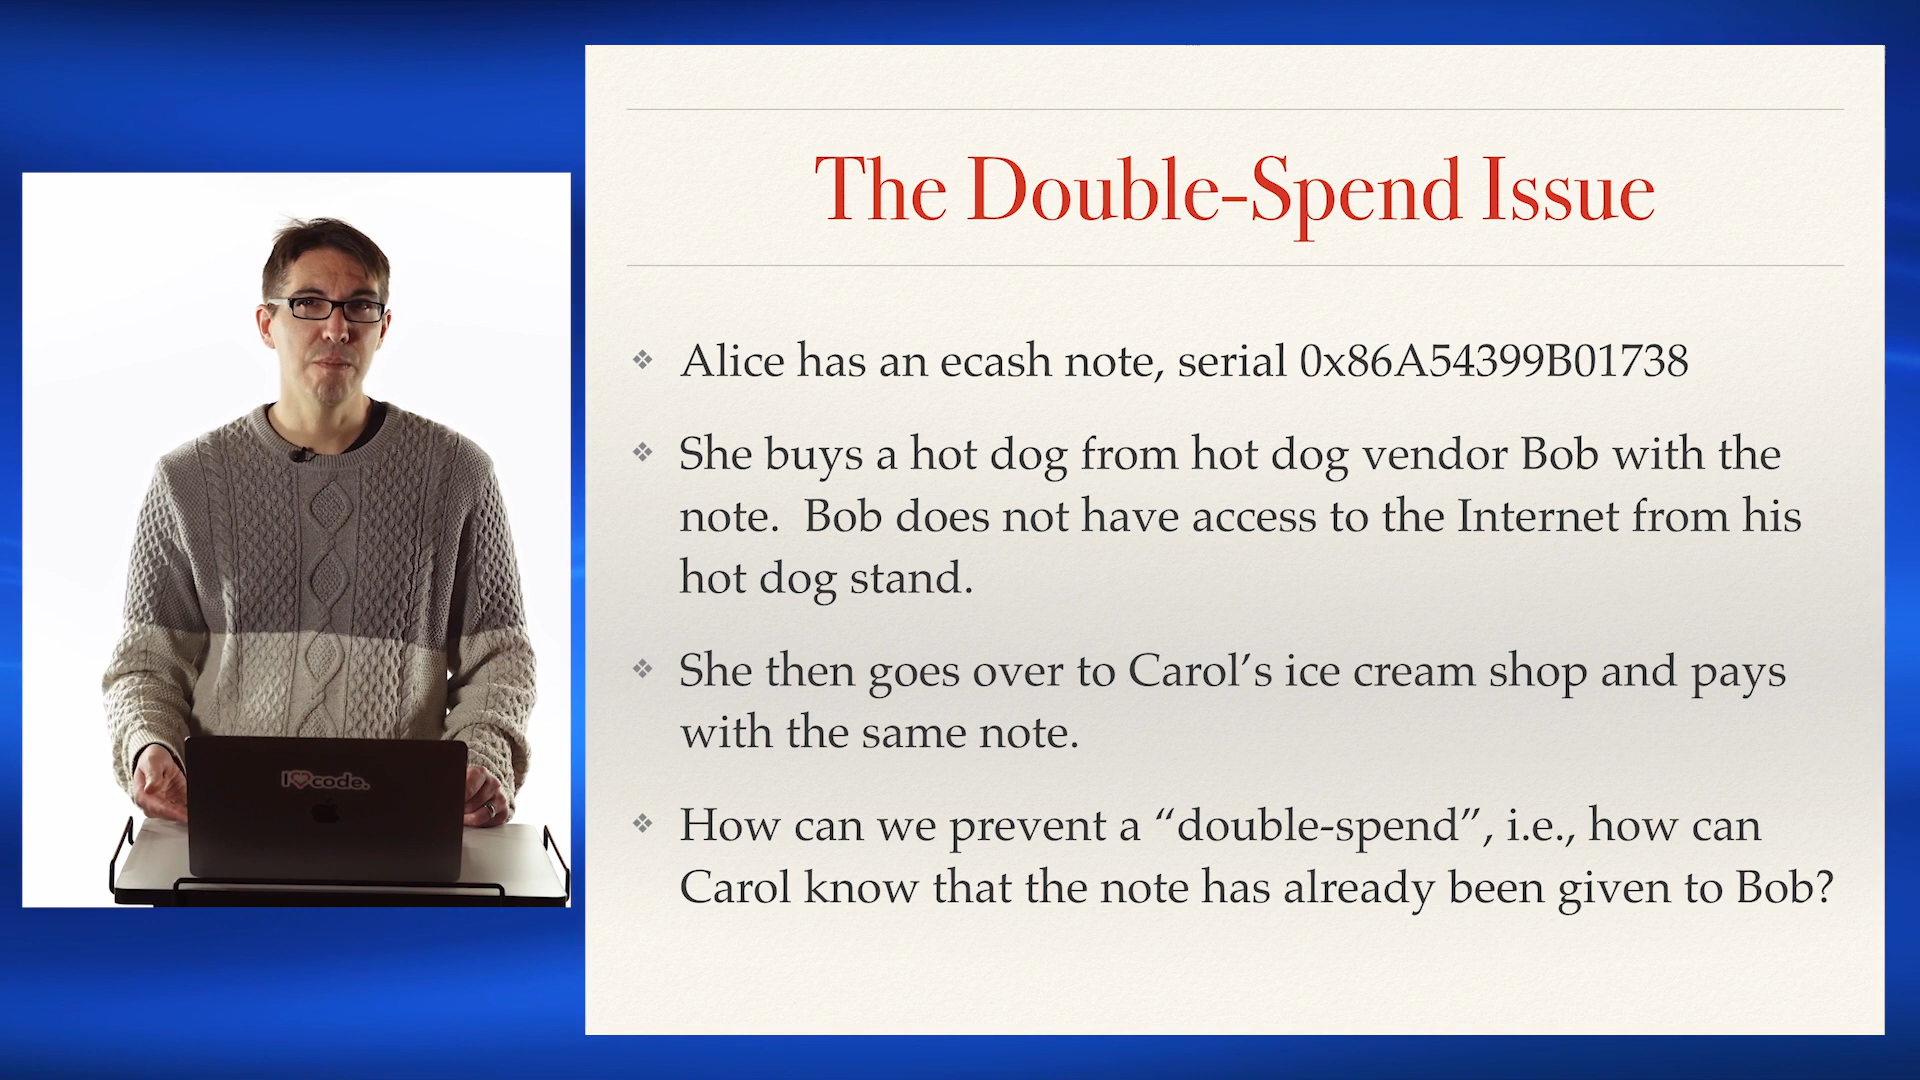 The Double-Spend Issue
Alice has an ecash note, serial 0x86A54399B01738
She buys a hot dog from hot dog vendor Bob with the
note.  Bob does not have access to the Internet from his
hot dog stand.
She then goes over to Carol’s ice cream shop and pays
with the same note.
How can we prevent a “double-spend”, i.e., how can
Carol know that the note has already been given to Bob?
I❤code.